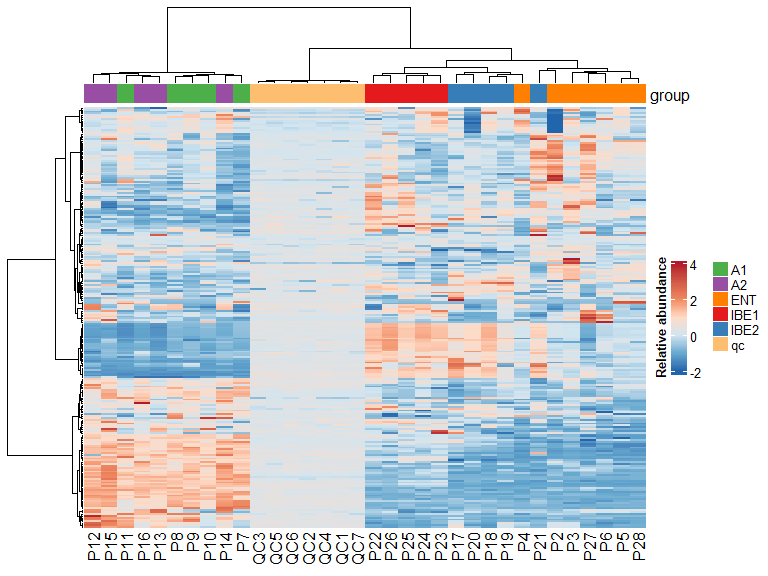 group
Relative abundance
4
2
0
-2
A1
A2
ENT
IBE1
IBE2
qc
P12 P15 P11 P16 P13 P8 P9 P10 P14 P7 QC3 QC5 QC6 QC2 QC4 QC1 QC7 P22 P26 P25 P24 P23 P17 P20 P18 P19 P4 P21 P2 P3 P27 P6 P5 P28